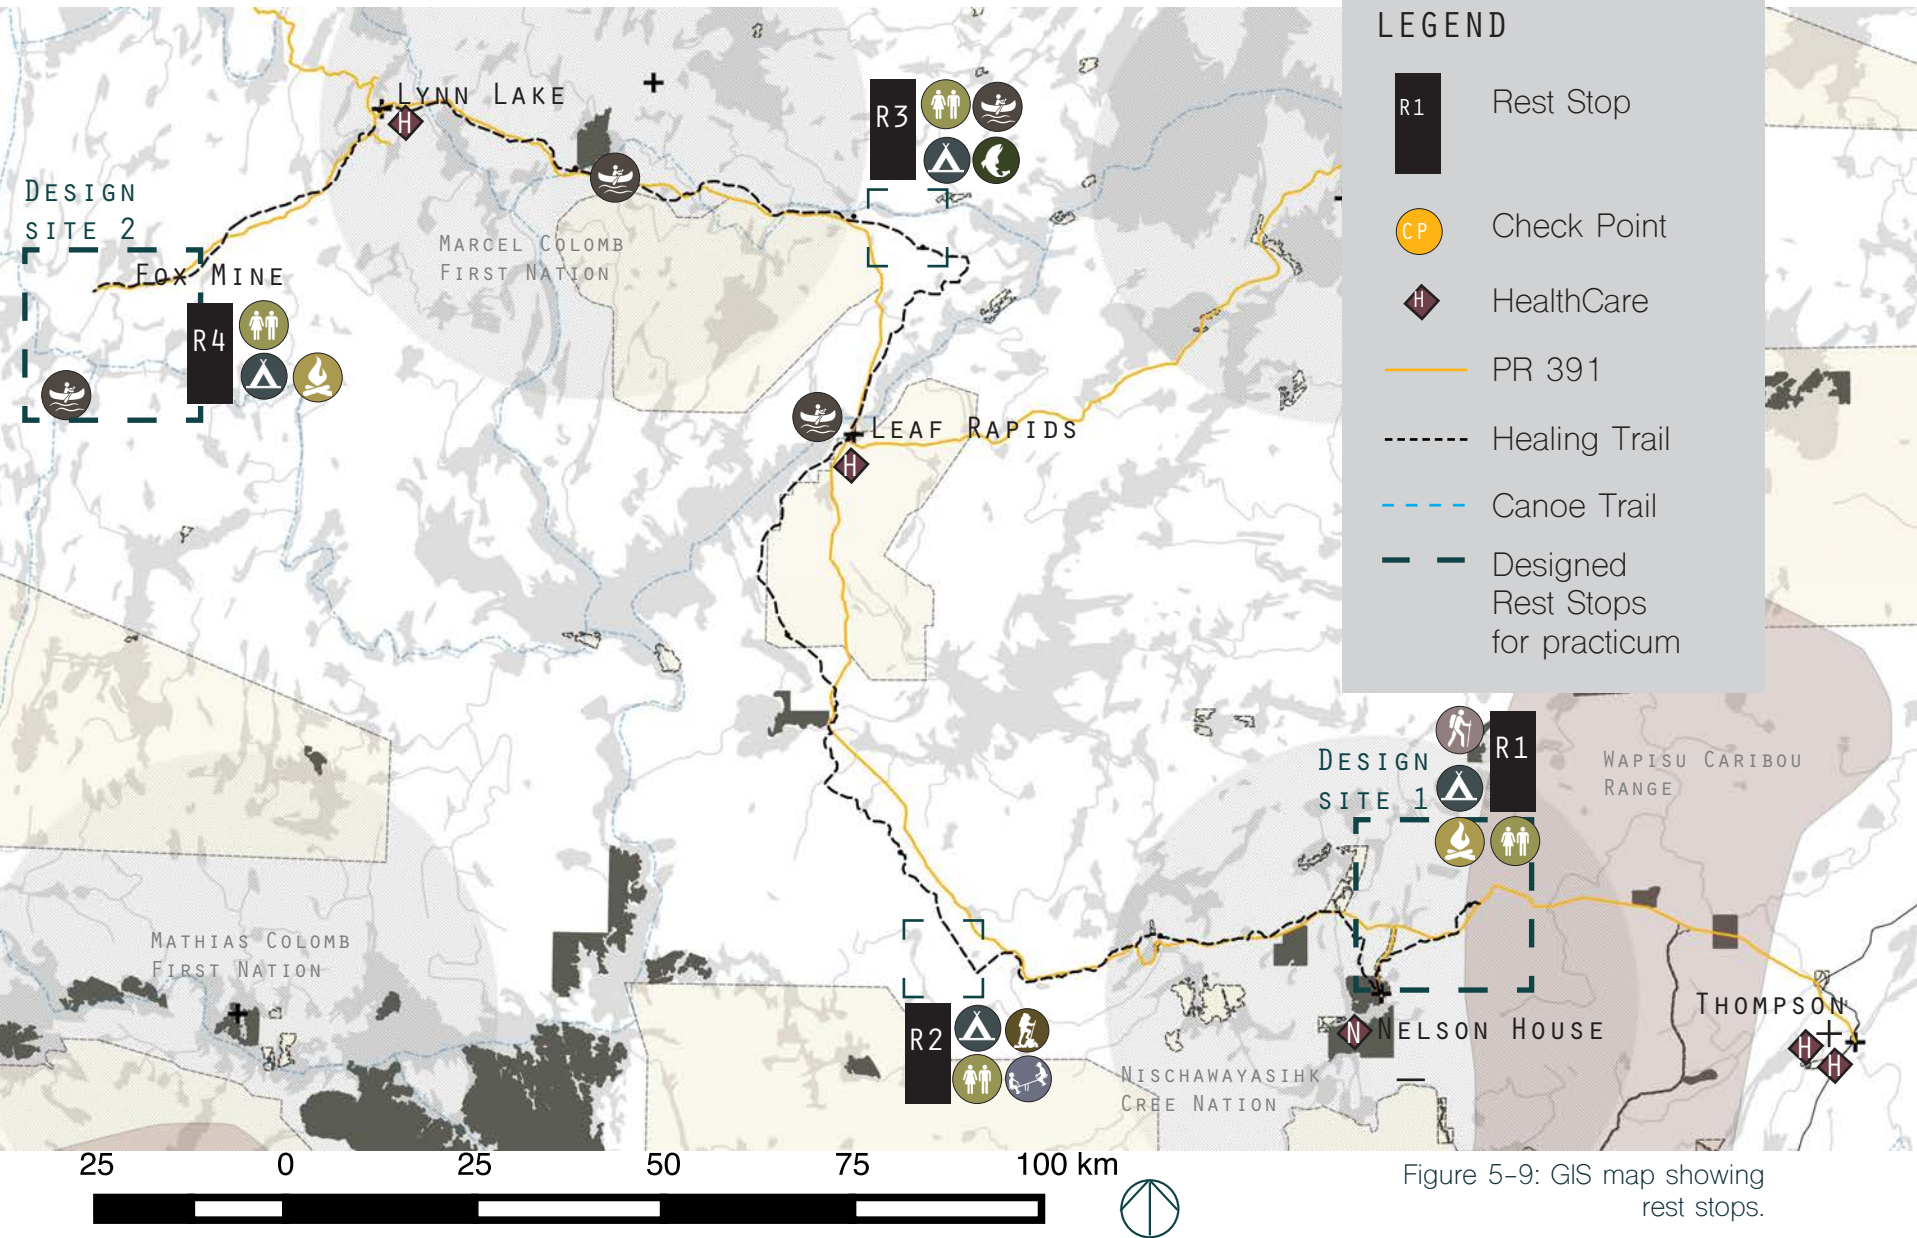 LEGEND
R1
Rest Stop
CP
Check Point
H
HealthCare
PR 391
Healing Trail
Canoe Trail
Designed
Rest Stops
for practicum
LYNN LAKE
H
R3
DESIGN
SITE 2
MARCEL COLOMB
FIRST NATION
FOX MINE
R4
LEAF RAPIDS
H
DESIGN
SITE 1
R1
WAPISU CARIBOU
RANGE
MATHIAS COLOMB
FIRST NATION
THOMPSON
H
H
N
NELSON HOUSE
R2
NISCHAWAYASIHK
CREE NATION
25 0 25 50 75 100 km
Figure 5-9: GIS map showing
rest stops.